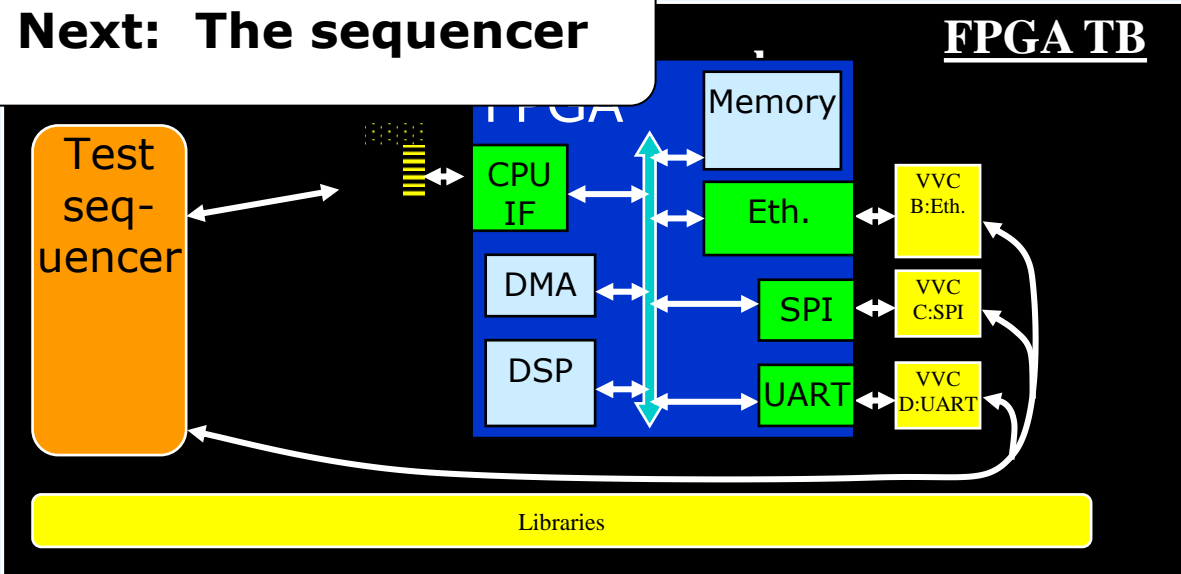 Next: The sequencer
FPGA TB
FPGA
Memory
Test
seq-
uencer
CPU
IF
Eth.
VVC
B:Eth.
DMA
SPI
VVC
C:SPI
DSP
UART
VVC
D:UART
Libraries